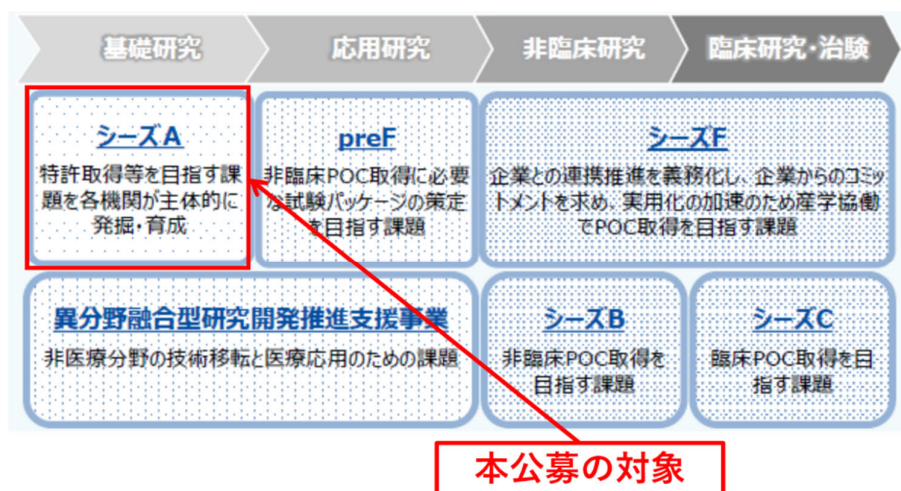 基礎研究
応用研究
非臨床研究
臨床研究・治験
シーズA
特許取得等を目指す課
題を各機関が主体的に
発掘・育成
preF
非臨床POC取得に必要
な試験パッケージの策定
を目指す課題
シーズF
企業との連携推進を義務化し、企業からのコミッ
トメントを求め、実用化の加速のため産学協働
でPOC取得を目指す課題
異分野融合型研究開発推進支援事業
非医療分野の技術移転と医療応用のための課題
シーズB
非臨床POC取得を
目指す課題
シーズC
臨床POC取得を目
指す課題
本公募の対象